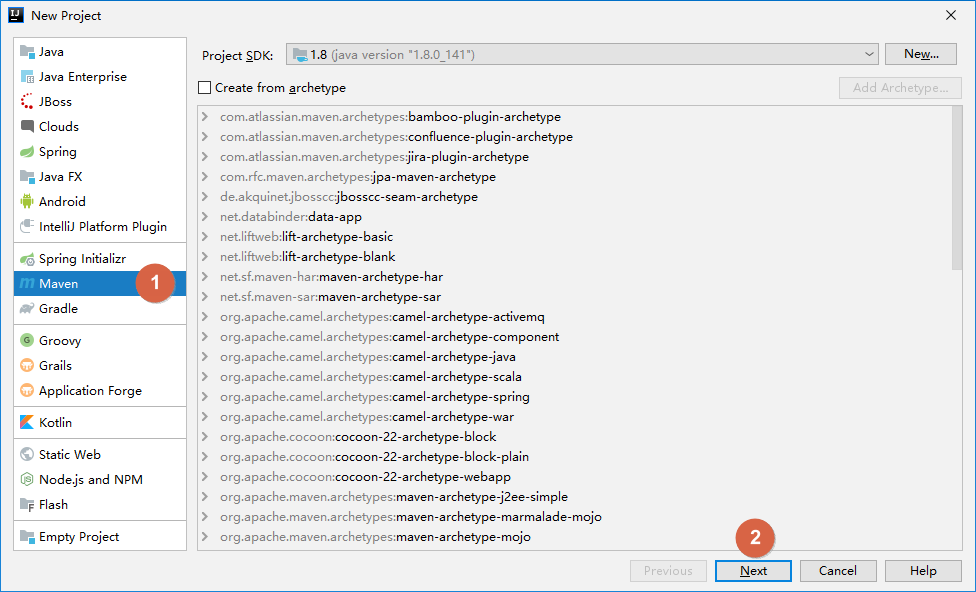 New Project
Java
Java Enterprise
JBoss
Clouds
Spring
Java FX
Android
IntelliJ Platform Plugin
Spring Initializr
Maven
1
Gradle
Groovy
Grails
Application Forge
Kotlin
Static Web
Node.js and NPM
Flash
Empty Project
Project SDK: 1.8 (java version "1.8.0_141") New...
Create from archetype Add Archetype...
com.atlassian.maven.archetypes:bamboo-plugin-archetype
com.atlassian.maven.archetypes:confluence-plugin-archetype
com.atlassian.maven.archetypes:jira-plugin-archetype
com.rfc.maven.archetypes:jpa-maven-archetype
de.akquinet.jbosscc:jbosscc-seam-archetype
net.databinder:data-app
net.liftweb:lift-archetype-basic
net.liftweb:lift-archetype-blank
net.sf.maven-har:maven-archetype-har
net.sf.maven-sar:maven-archetype-sar
org.apache.camel.archetypes:camel-archetype-activemq
org.apache.camel.archetypes:camel-archetype-component
org.apache.camel.archetypes:camel-archetype-java
org.apache.camel.archetypes:camel-archetype-scala
org.apache.camel.archetypes:camel-archetype-spring
org.apache.camel.archetypes:camel-archetype-war
org.apache.cocoon:cocoon-22-archetype-block
org.apache.cocoon:cocoon-22-archetype-block-plain
org.apache.cocoon:cocoon-22-archetype-webapp
org.apache.maven.archetypes:maven-archetype-j2ee-simple
org.apache.maven.archetypes:maven-archetype-marmalade-mojo
org.apache.maven.archetypes:maven-archetype-mojo
2
Previous Next Cancel Help